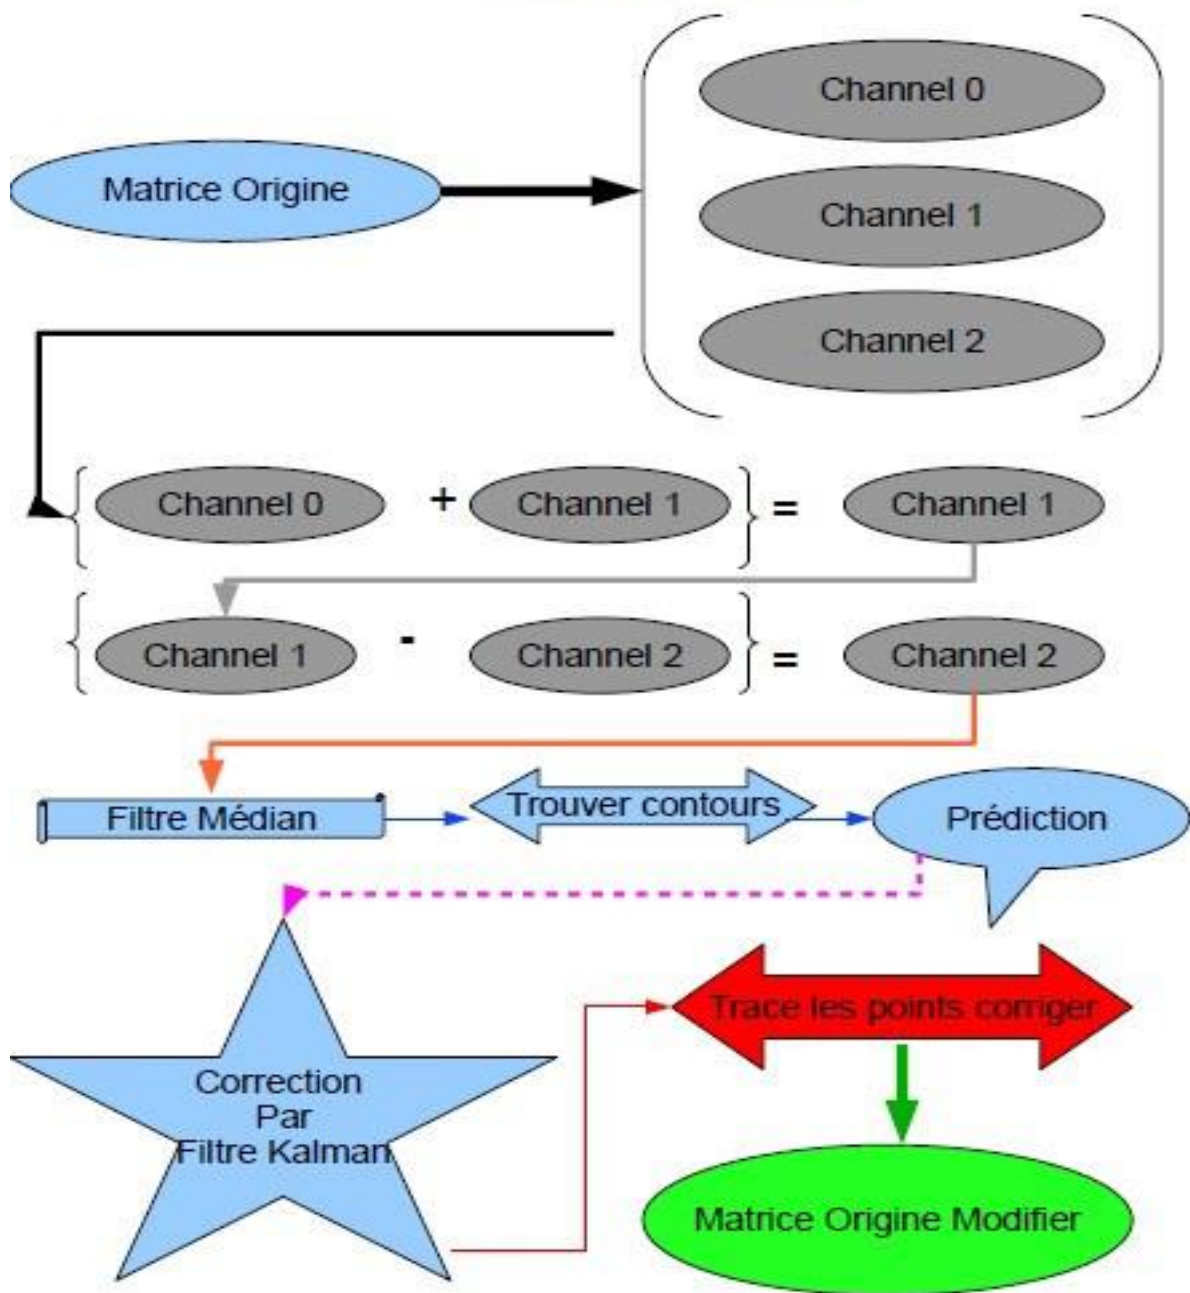 Channel 0
Matrice Origine
Channel 1
Channel 2
Channel 0 + Channel 1 = Channel 1
Channel 1 - Channel 2 = Channel 2
Filtre Médian
Trouver contours
Prédiction
Trace les points corriger
Correction
Par
Filtre Kalman
Matrice Origine Modifier